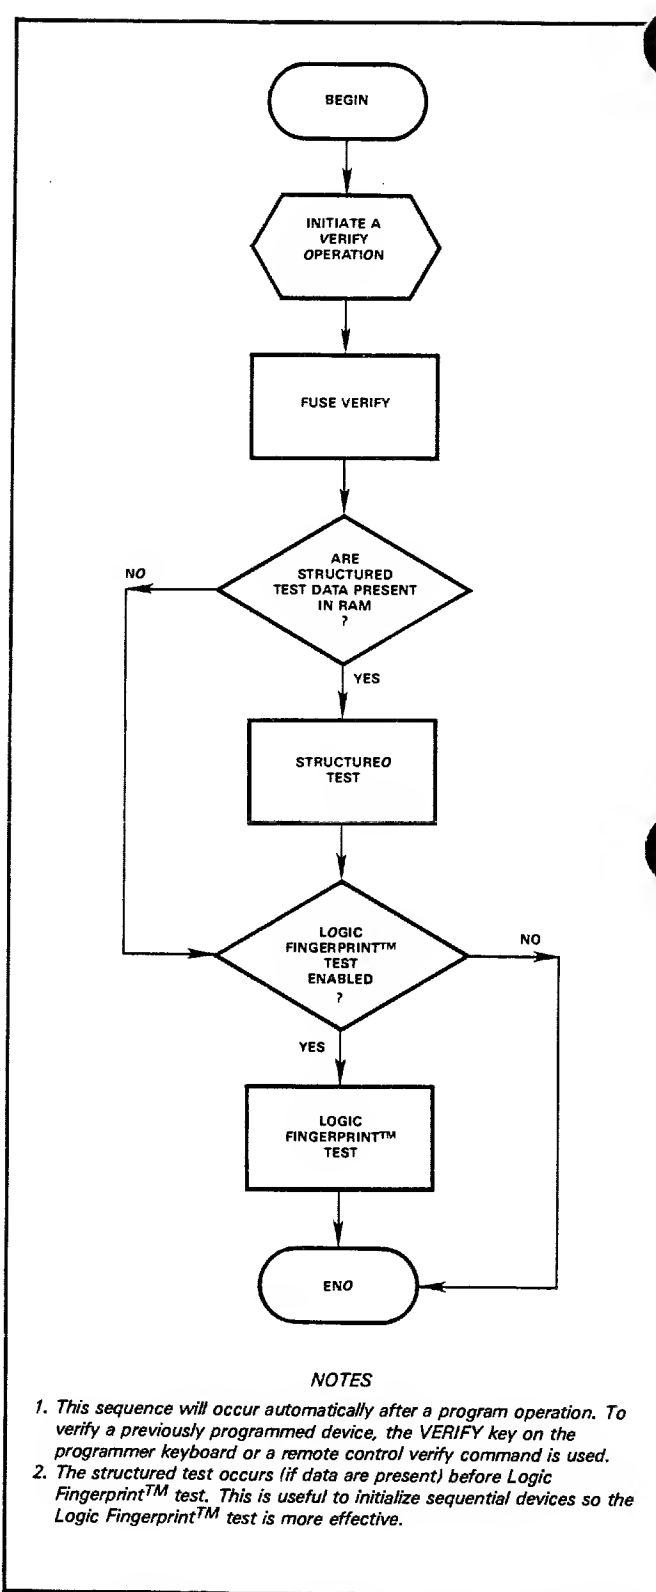 BEGIN
INITIATE A
VERIFY
OPERATION
FUSE VERIFY
ARE
STRUCTURED
TEST DATA PRESENT
IN RAM
?
NO
YES
STRUCTUREO
TEST
LOGIC
FINGERPRINT™
TEST
ENABLED
?
NO
YES
LOGIC
FINGERPRINT™
TEST
ENO
NOTES
1. This sequence will occur automatically after a program operation. To
verify a previously programmed device, the VERIFY key on the
programmer keyboard or a remote control verify command is used.
2. The structured test occurs (if data are present) before Logic
Fingerprint™ test. This is useful to initialize sequential devices so the
Logic Fingerprint™ test is more effective.